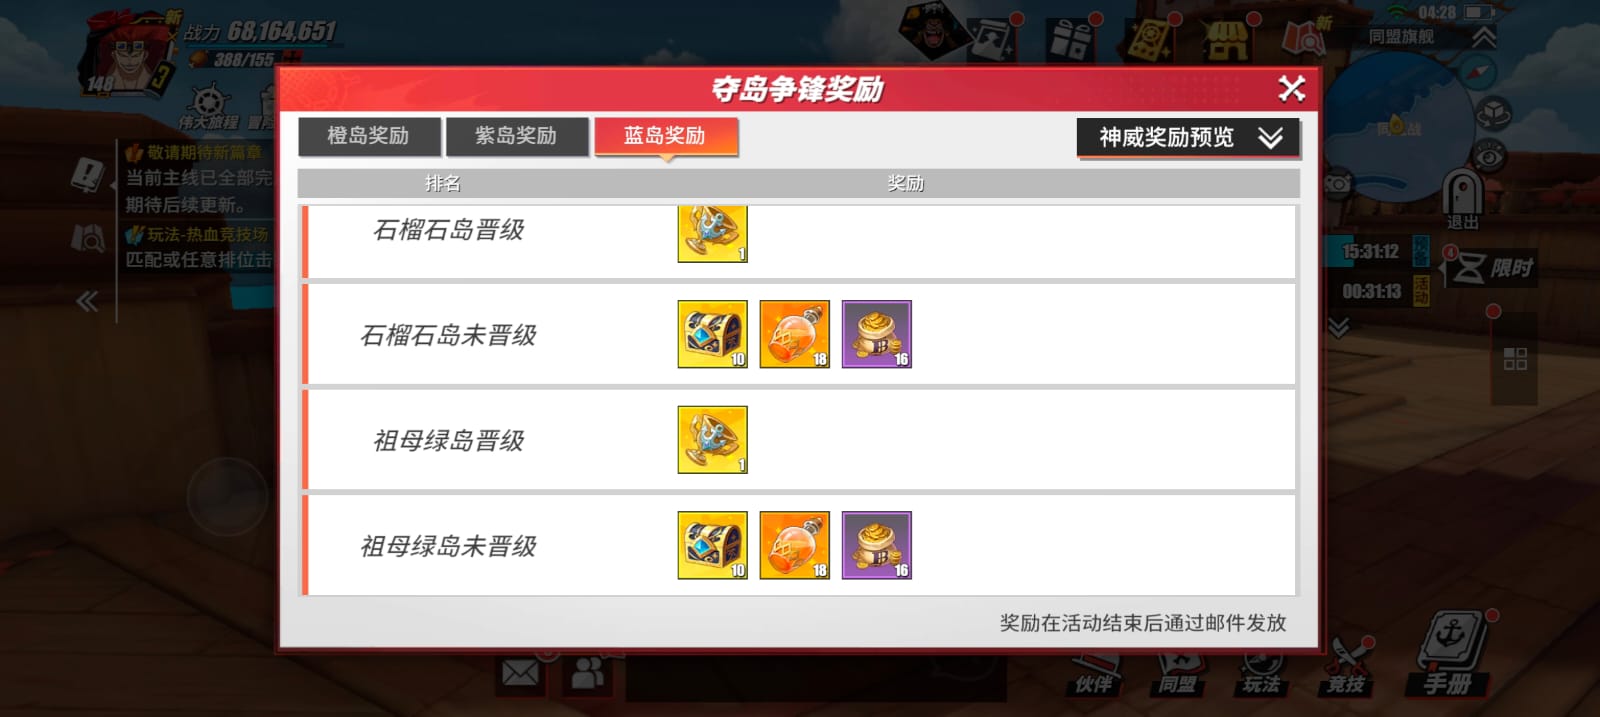 新
战力 68,164,651
388/155
148
3
新
04:28
同盟旗舰
伟大旅程
夺岛争锋奖励
橙岛奖励
紫岛奖励
蓝岛奖励
神威奖励预览
排名
奖励
石榴石岛晋级
1
石榴石岛未晋级
10
18
16
祖母绿岛晋级
1
祖母绿岛未晋级
10
18
16
奖励在活动结束后通过邮件发放
敬请期待新篇章
当前主线已全部完
期待后续更新。
玩法-热血竞技场
匹配或任意排位击
退出
15:31:12
4
限时
00:31:13
活动
伙伴
同盟
玩法
竞技
手册